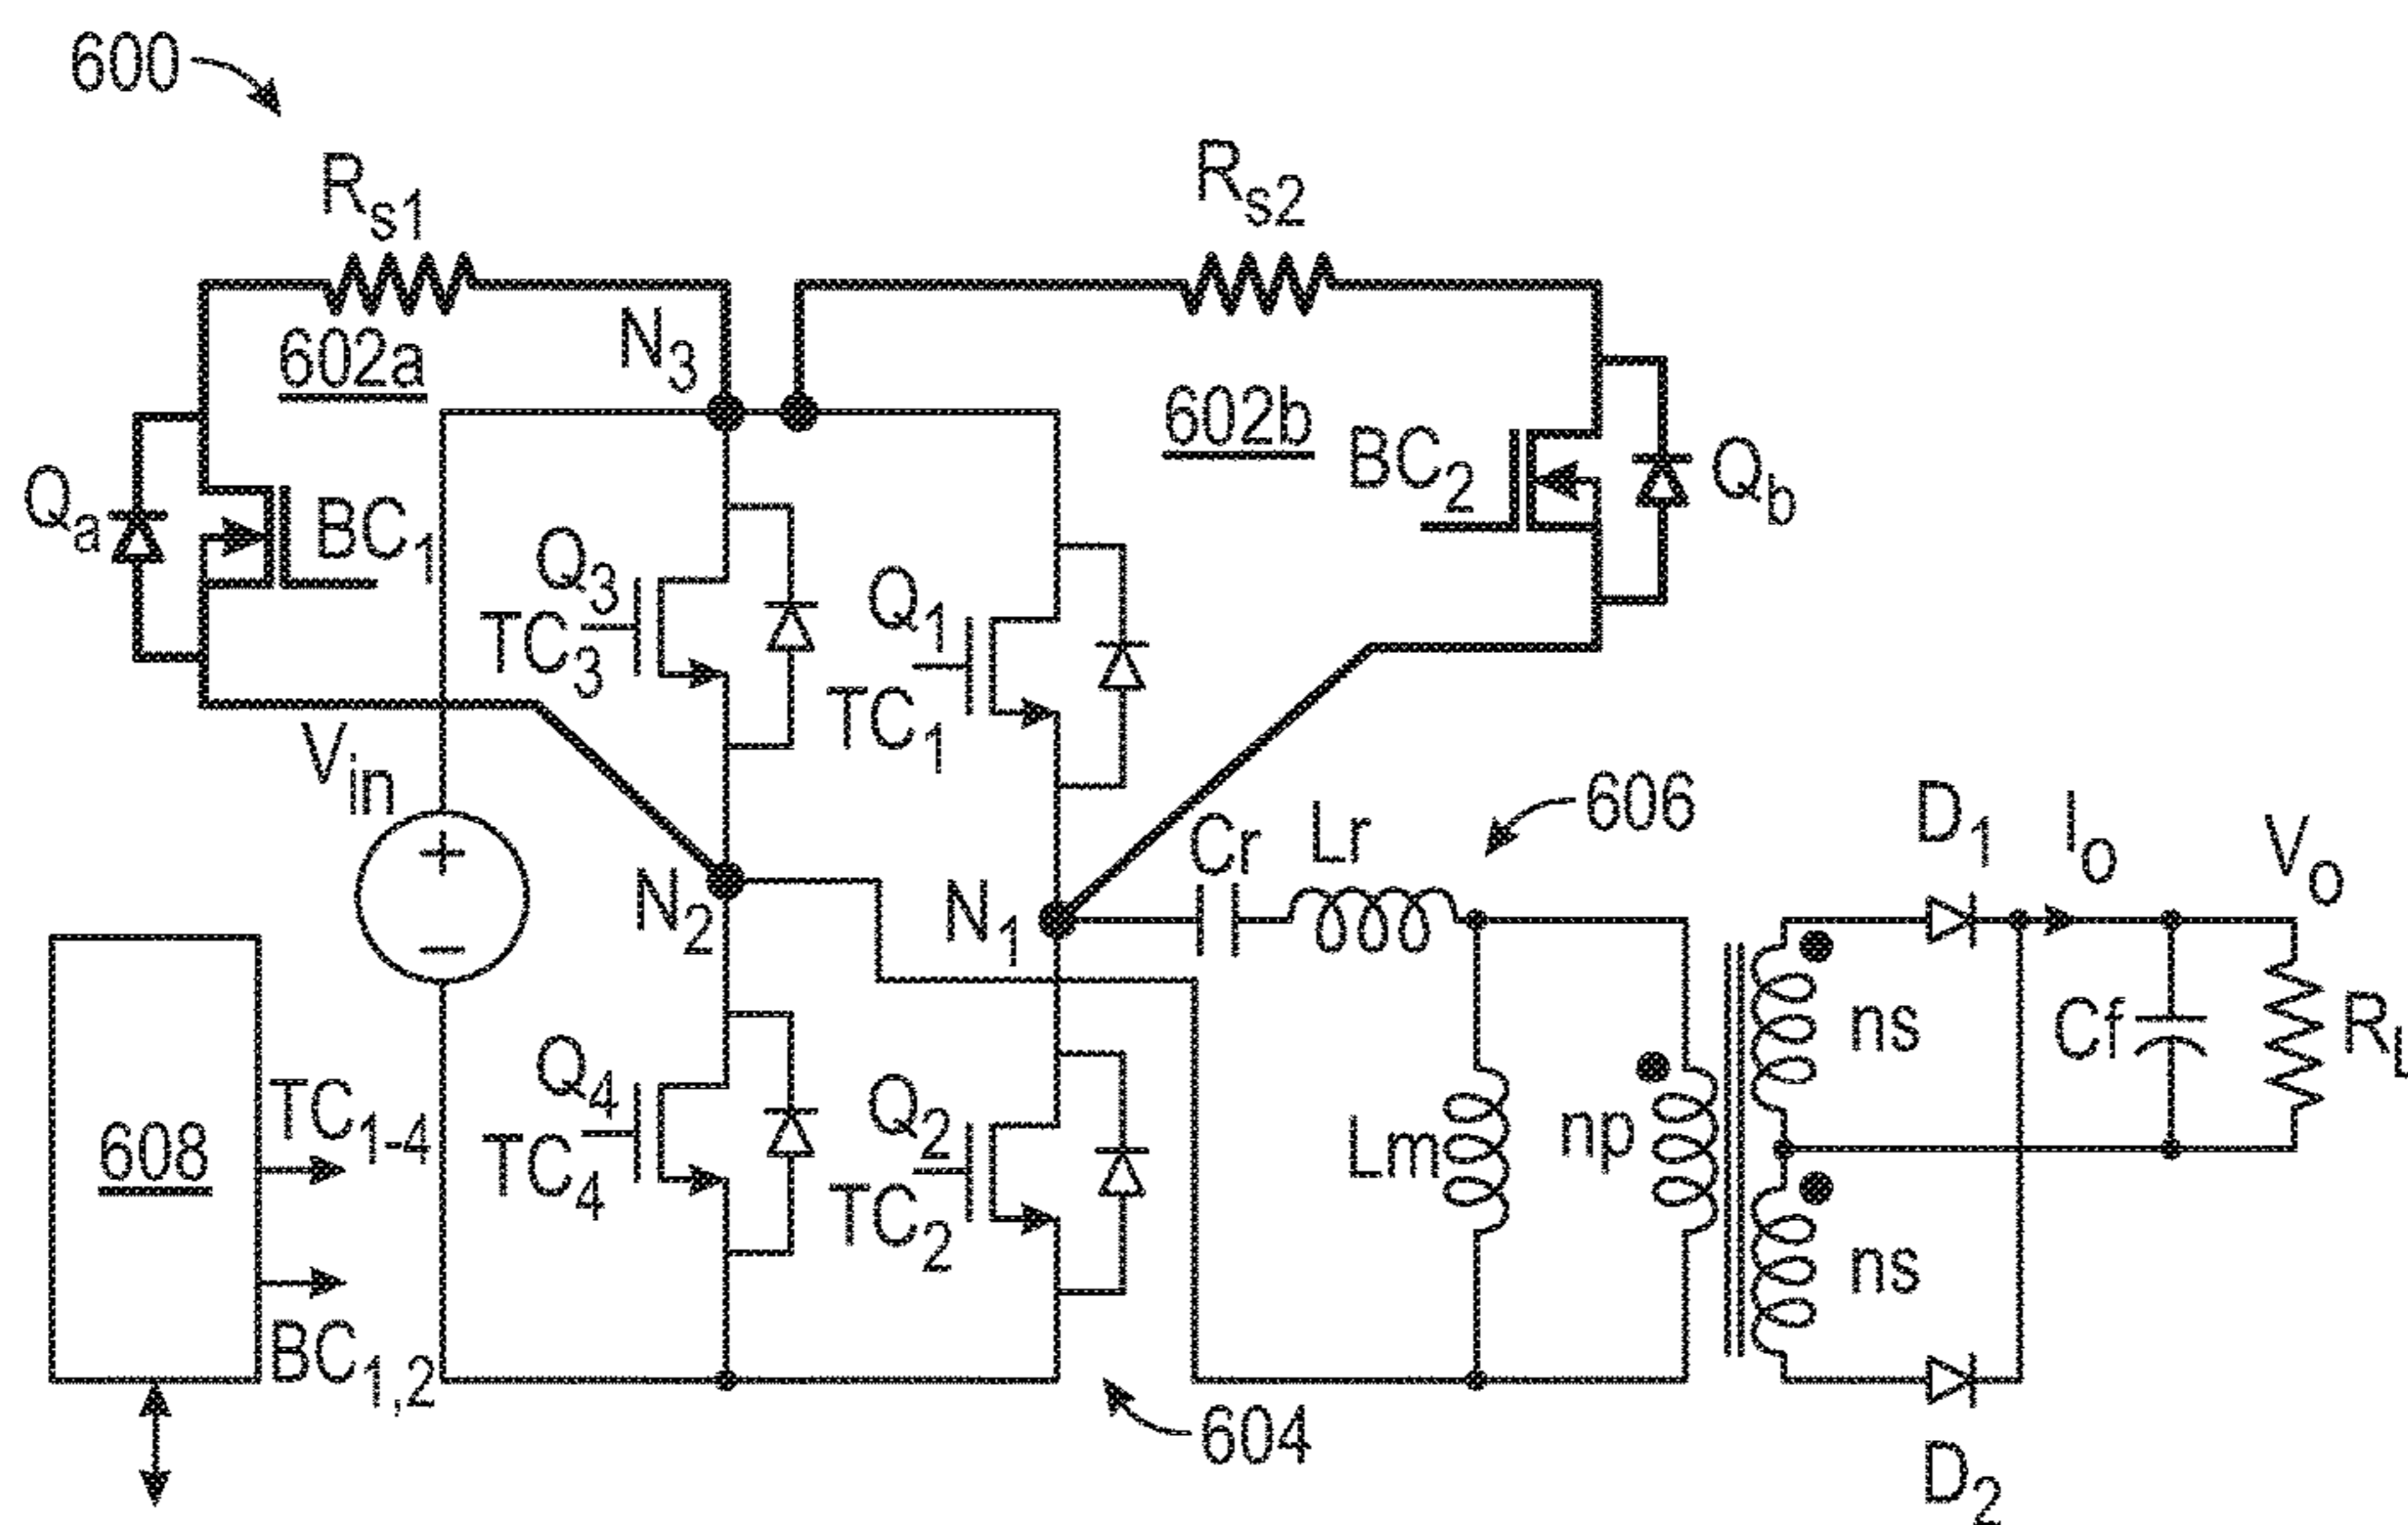 600
Rs1
Rs2
N3
602a
602b
Qa
BC1
BC2
Qb
Q3
TC3
Q1
TC1
Vin
606
D1
Io
Vo
Cr
Lr
N2
N1
ns
Cf
RL
Q4
TC4
Q2
TC2
Lm
np
TC1-4
608
ns
BC1,2
604
D2